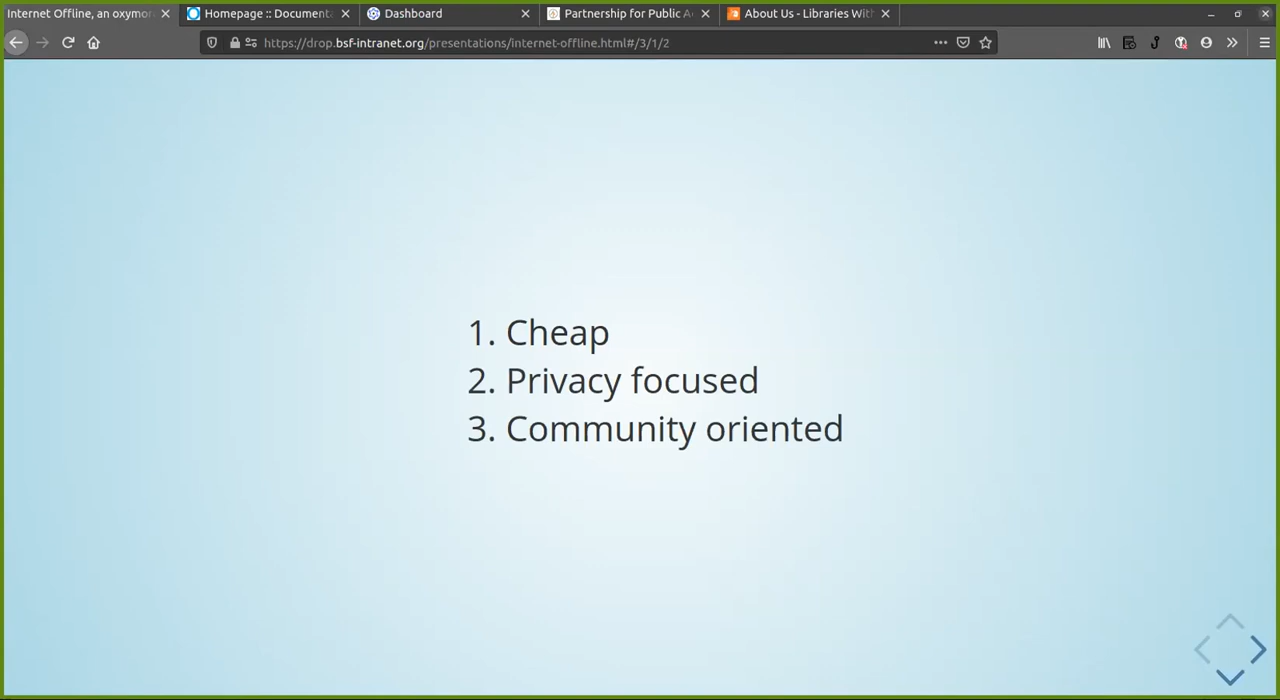 Internet Offline, an oxymor
Homepage :: Documenta
Dashboard
Partnership for Public A
About Us - Libraries With
https://drop.bsf-intranet.org/presentations/internet-offline.html#/3/1/2
1. Cheap
2. Privacy focused
3. Community oriented